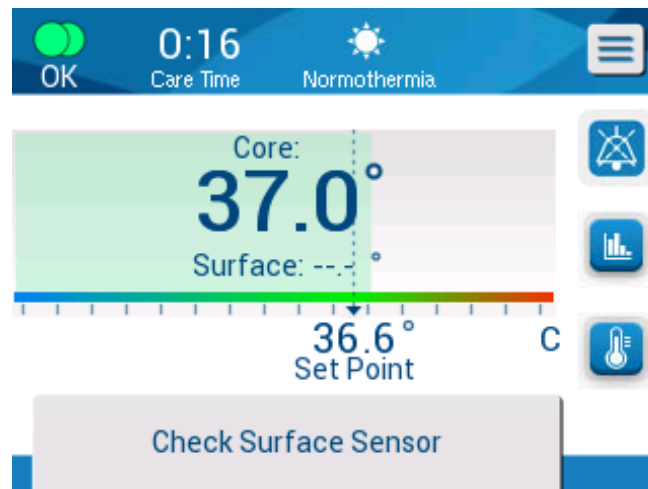 OK
0:16
Care Time
Normothermia
Core:
37.0°
Surface: --.- °
36.6° C
Set Point
Check Surface Sensor